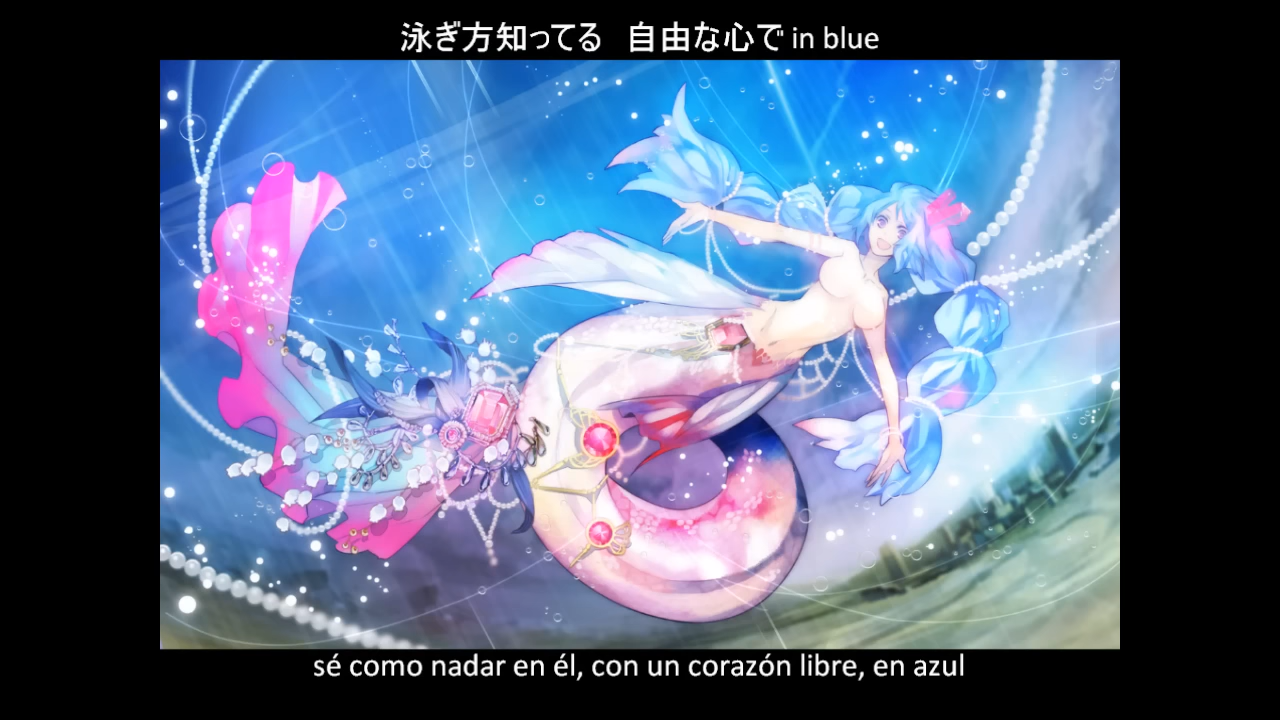 泳ぎ方知ってる　自由な心で in blue
sé como nadar en él, con un corazón libre, en azul